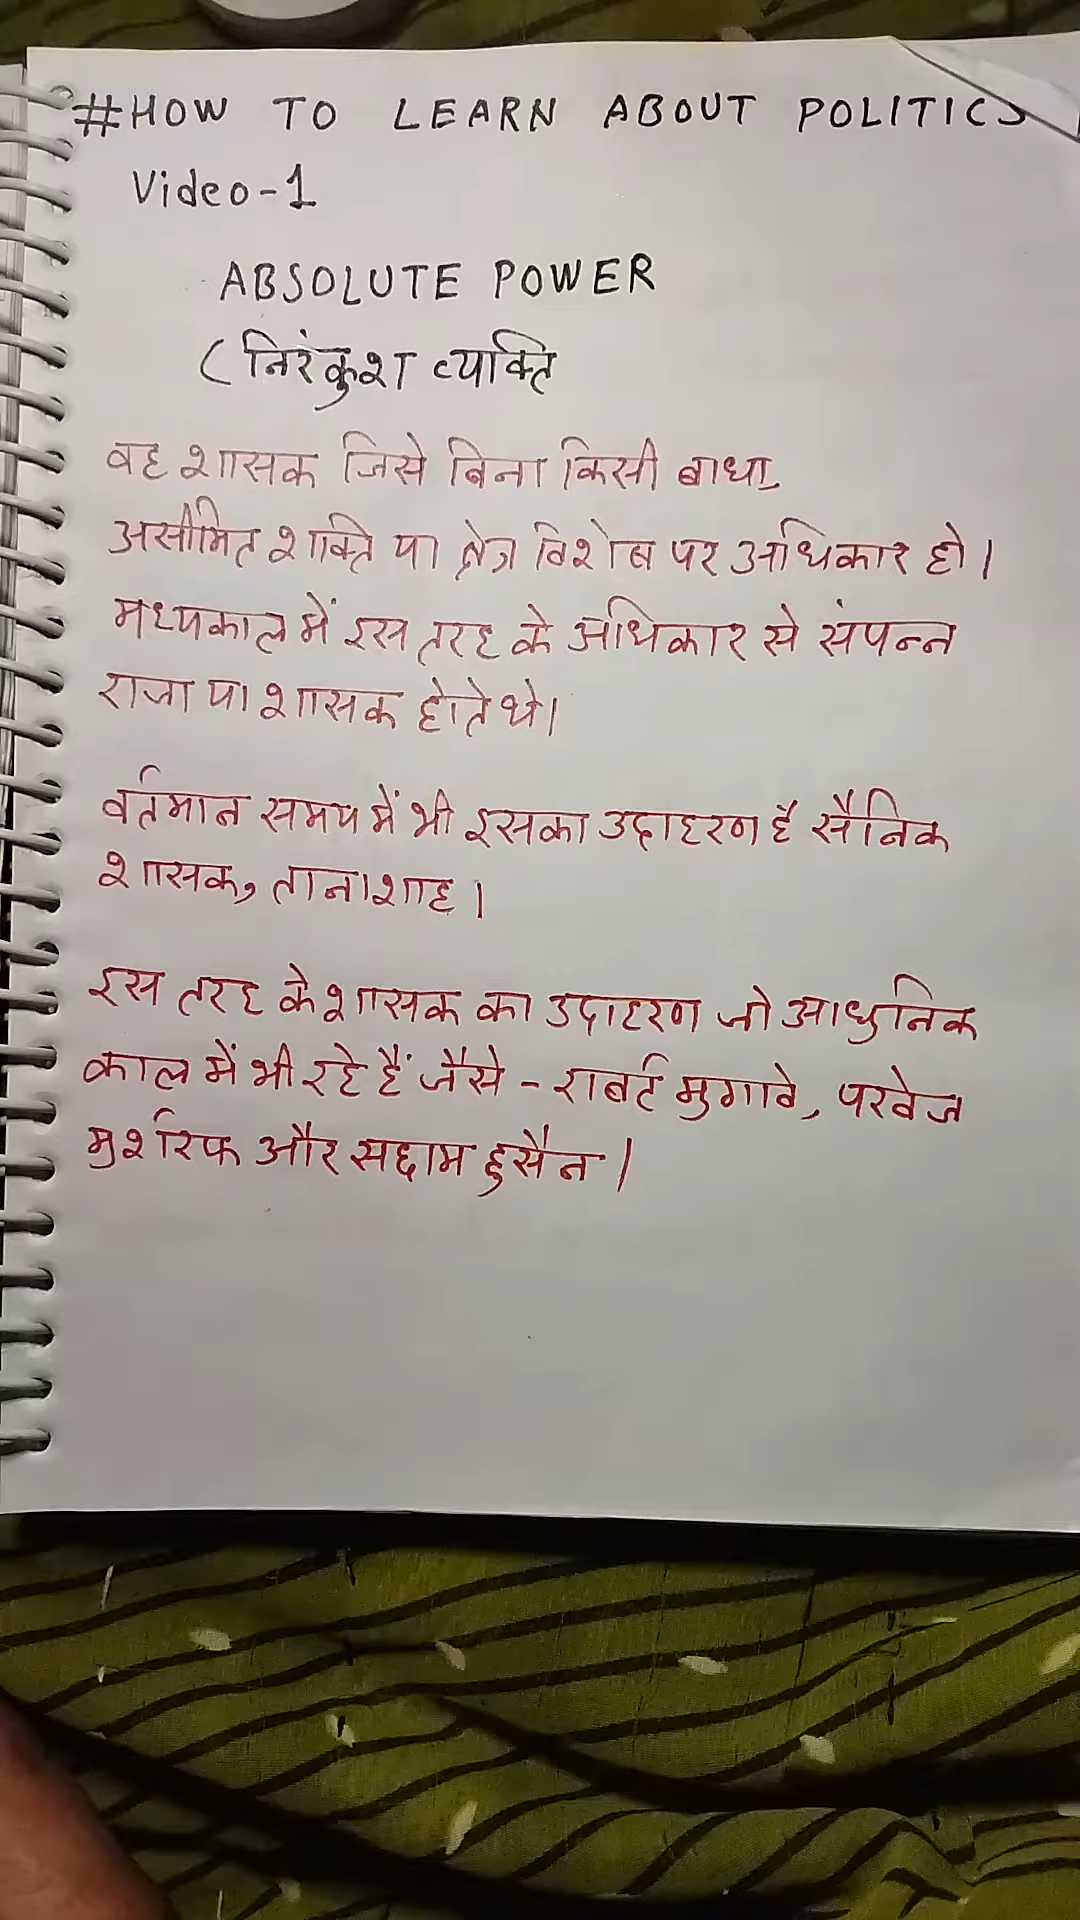 #HOW TO LEARN ABOUT POLITICS
Video-1
ABSOLUTE POWER
(निरंकुश व्यक्ति
वह शासक जिसे बिना किसी बाधा,
असीमित शक्ति या क्षेत्र विशेष पर अधिकार हो।
मध्यकाल में इस तरह के अधिकार से संपन्न
राजा या शासक होते थे।
वर्तमान समय में भी इसका उदाहरण है सैनिक
शासक, तानाशाह।
इस तरह के शासक का उदाहरण जो आधुनिक
काल में भी रहे हैं जैसे - राबर्ट मुगावे, परवेज
मुर्शरफ और सद्दाम हुसैन।